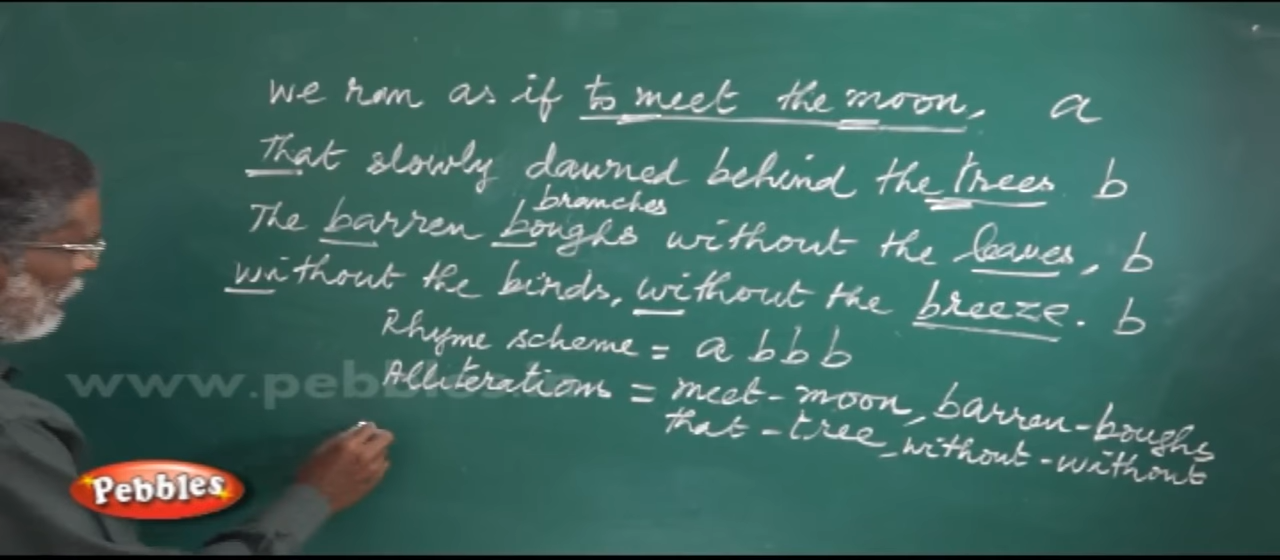 we ran as if to meet the moon, a
That slowly dawned behind the trees b
branches
The barren boughs without the leaves, b
without the birds, without the breeze. b
Rhyme scheme = a b b b
Alliterations = meet - moon, barren - boughs
that - tree, without - without
www.pebbles
Pebbles